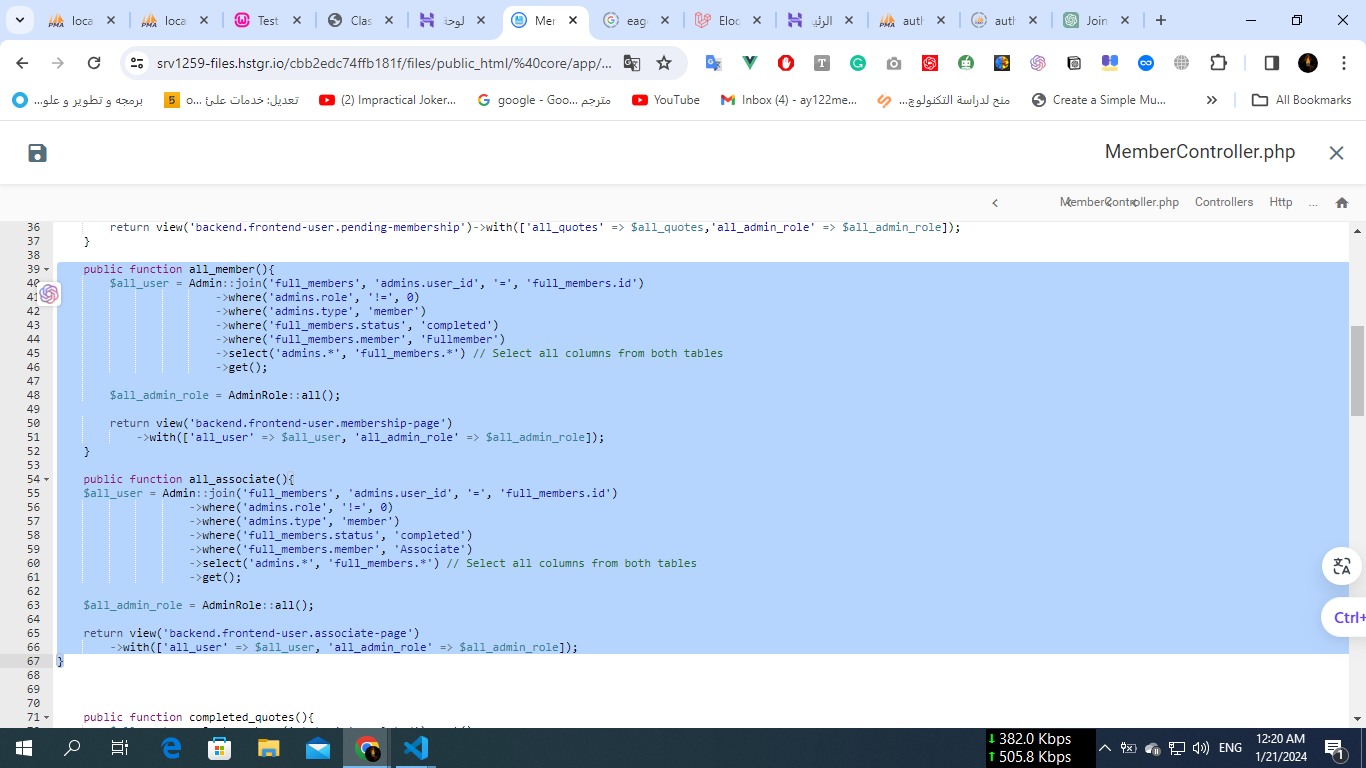 loca
loca
Test
Clas
لوحة
Mer
eag
Eloc
الرئي
auth
auth
Join
srv1259-files.hstgr.io/cbb2edc74ffb181f/files/public_html/%40core/app/...
برمجه و تطوير و علو...
تعديل: خدمات على o...
(2) Impractical Joker...
google - Goo... مترجم
YouTube
Inbox (4) - ay122me...
منح لدراسة التكنولوج...
Create a Simple Mu...
»
All Bookmarks
MemberController.php
MemberController.php
Controllers
Http
...
36 return view('backend.frontend-user.pending-membership')->with(['all_quotes' => $all_quotes,'all_admin_role' => $all_admin_role]);
37 }
38
39 public function all_member(){
40 $all_user = Admin::join('full_members', 'admins.user_id', '=', 'full_members.id')
41 ->where('admins.role', '!=', 0)
42 ->where('admins.type', 'member')
43 ->where('full_members.status', 'completed')
44 ->where('full_members.member', 'Fullmember')
45 ->select('admins.*', 'full_members.*') // Select all columns from both tables
46 ->get();
47
48 $all_admin_role = AdminRole::all();
49
50 return view('backend.frontend-user.membership-page')
51 ->with(['all_user' => $all_user, 'all_admin_role' => $all_admin_role]);
52 }
53
54 public function all_associate(){
55 $all_user = Admin::join('full_members', 'admins.user_id', '=', 'full_members.id')
56 ->where('admins.role', '!=', 0)
57 ->where('admins.type', 'member')
58 ->where('full_members.status', 'completed')
59 ->where('full_members.member', 'Associate')
60 ->select('admins.*', 'full_members.*') // Select all columns from both tables
61 ->get();
62
63 $all_admin_role = AdminRole::all();
64
65 return view('backend.frontend-user.associate-page')
66 ->with(['all_user' => $all_user, 'all_admin_role' => $all_admin_role]);
67 }
68
69
70
71 public function completed_quotes(){
Ctrl+
382.0 Kbps
505.8 Kbps
ENG
12:20 AM
1/21/2024
1